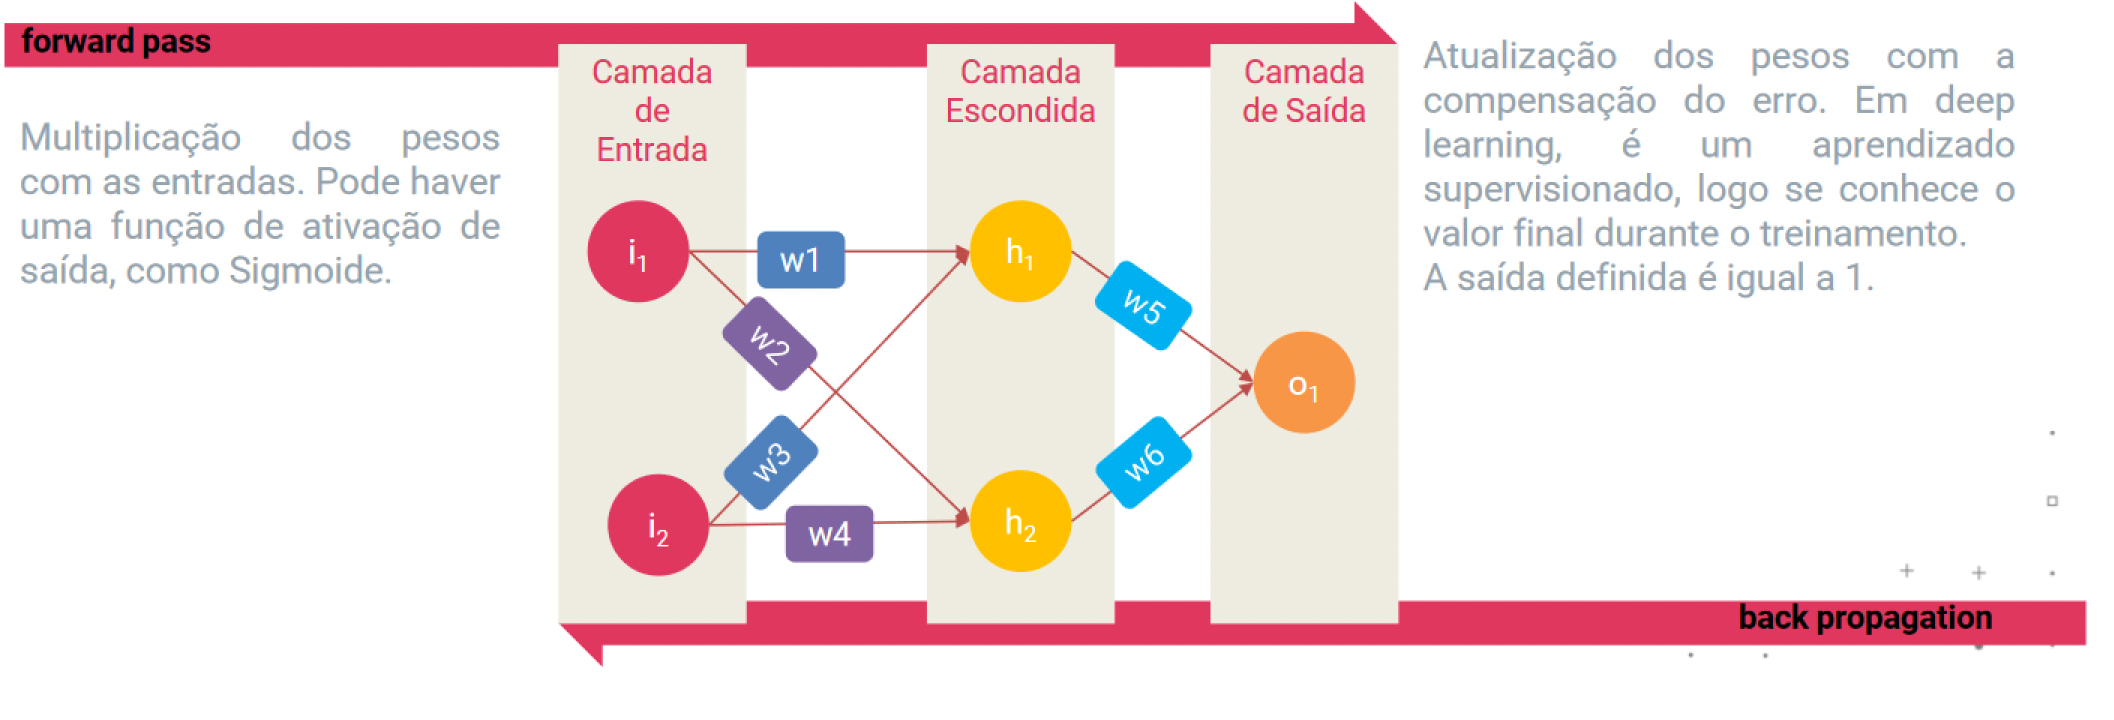 forward pass
Multiplicação dos pesos
com as entradas. Pode haver
uma função de ativação de
saída, como Sigmoide.
Camada
de
Entrada
Camada
Escondida
Camada
de Saída
i1
w1
h1
w2
w5
o1
w3
w6
i2
w4
h2
Atualização dos pesos com a
compensação do erro. Em deep
learning, é um aprendizado
supervisionado, logo se conhece o
valor final durante o treinamento.
A saída definida é igual a 1.
back propagation